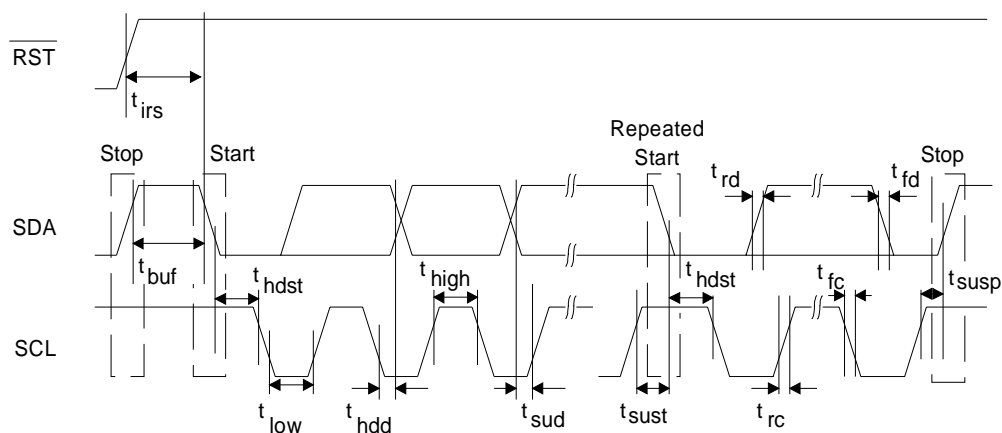 RST
t irs
Repeated
Stop Start Start Stop
t rd t fd
SDA
t buf t hdst t high t hdst t fc t susp
SCL
t low t hdd t sud t sust t rc